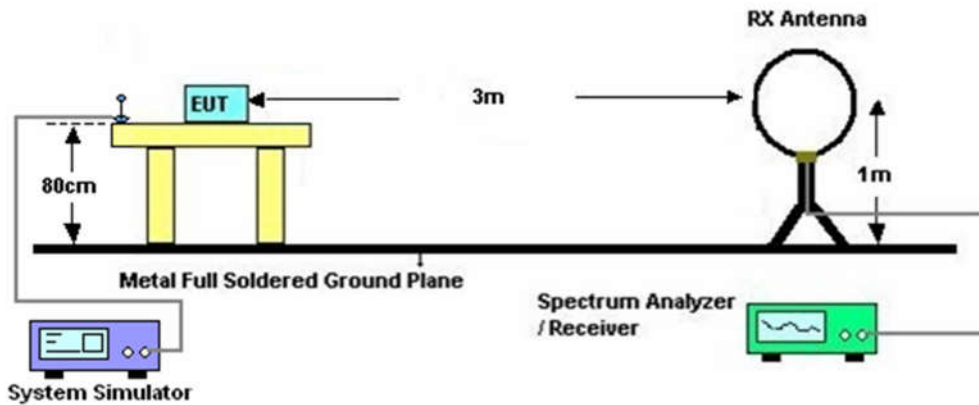 RX Antenna
EUT
3m
80cm
1m
Metal Full Soldered Ground Plane
Spectrum Analyzer
/ Receiver
System Simulator